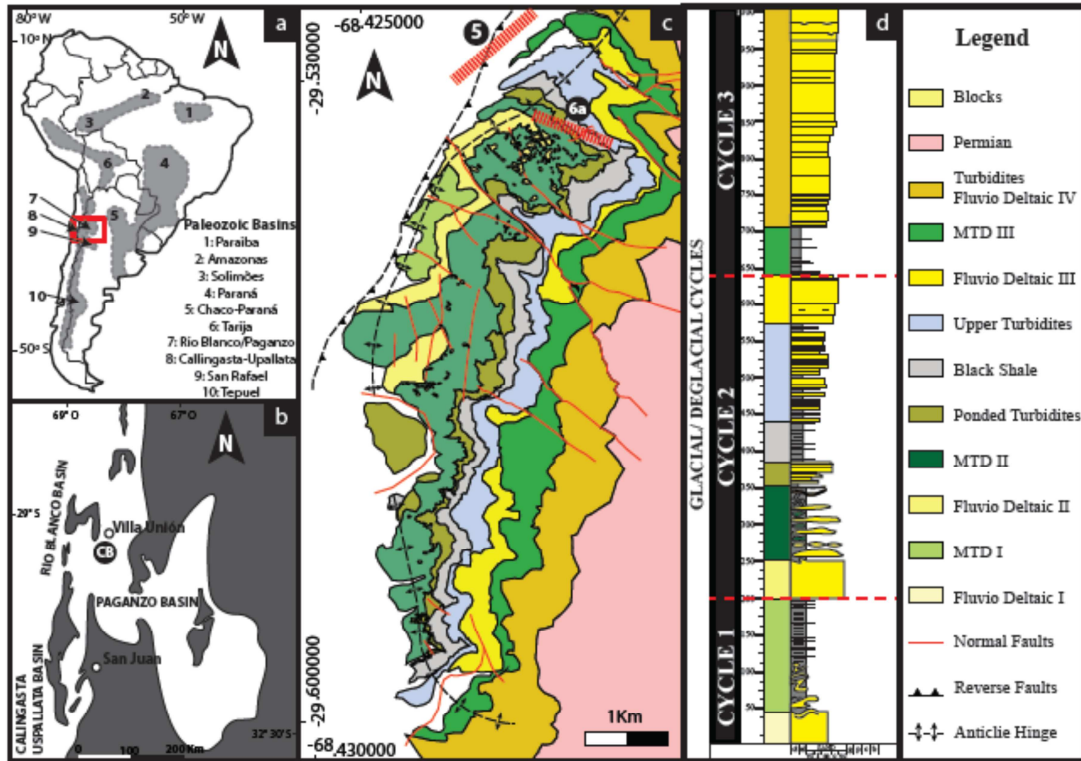 80° W
50° W
a
10° N
N
2
1
3
6
4
7
8
9
5
10
50° S
Paleozoic Basins
1: Paraiba
2: Amazonas
3: Solimões
4: Paraná
5: Chaco-Paraná
6: Tarija
7: Rio Blanco/Paganzo
8: Callingasta-Upallata
9: San Rafael
10: Tepuel
69° O
67° O
b
N
29° S
RIO BLANCO BASIN
Villa Unión
CB
PAGANZO BASIN
San Juan
CALINGASTA
USPALLATA BASIN
0 100 200 Km
32° 30' S
-68.425000
-29.530000
N
5
c
6a
-29.600000
-68.430000
1Km
d
GLACIAL/ DEGLACIAL CYCLES
CYCLE 3
CYCLE 2
CYCLE 1
Legend
Blocks
Permian
Turbidites
Fluvio Deltaic IV
MTD III
Fluvio Deltaic III
Upper Turbidites
Black Shale
Ponded Turbidites
MTD II
Fluvio Deltaic II
MTD I
Fluvio Deltaic I
Normal Faults
Reverse Faults
Anticlie Hinge